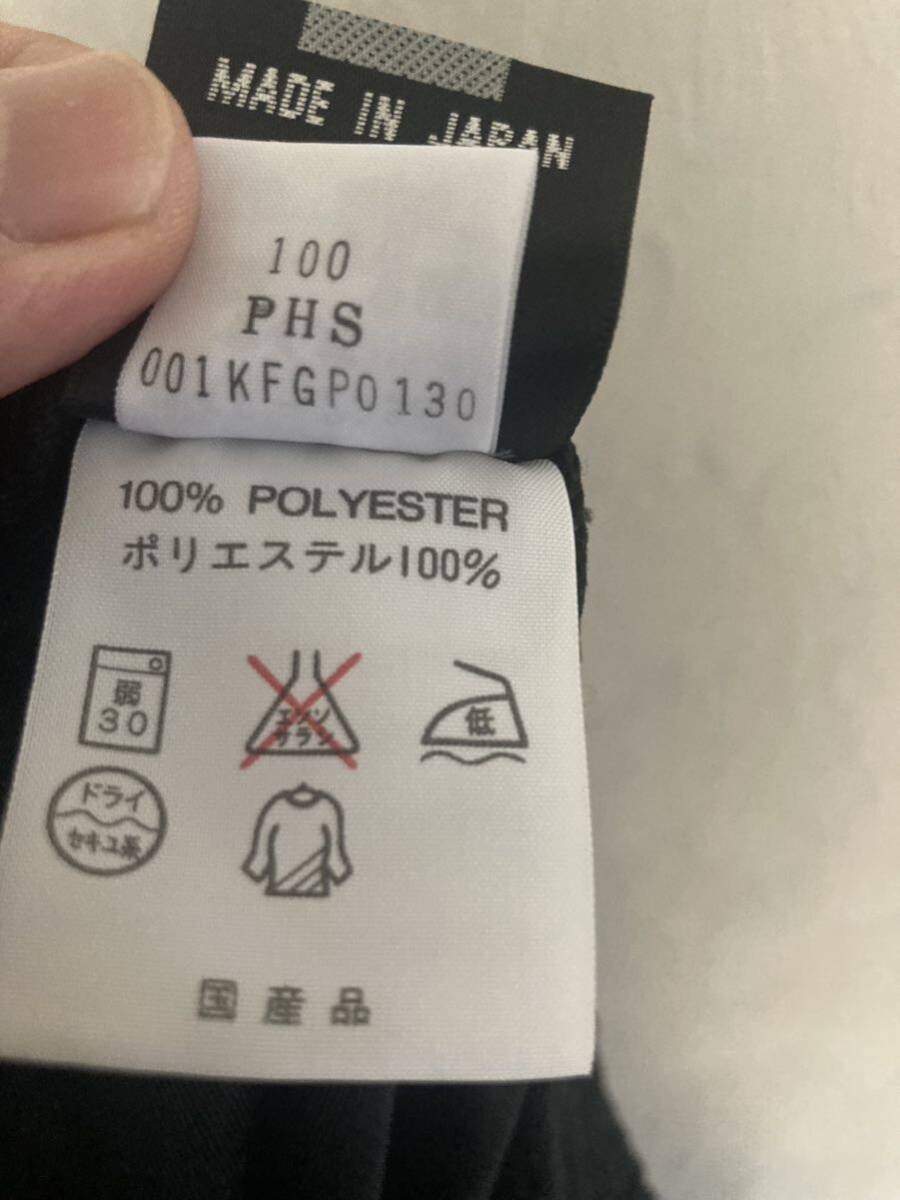 MADE IN JAPAN
100
PHS
001KFGP0130
100% POLYESTER
ポリエステル100%
弱
30
エンソ
サラシ
低
ドライ
セキユ系
国産品